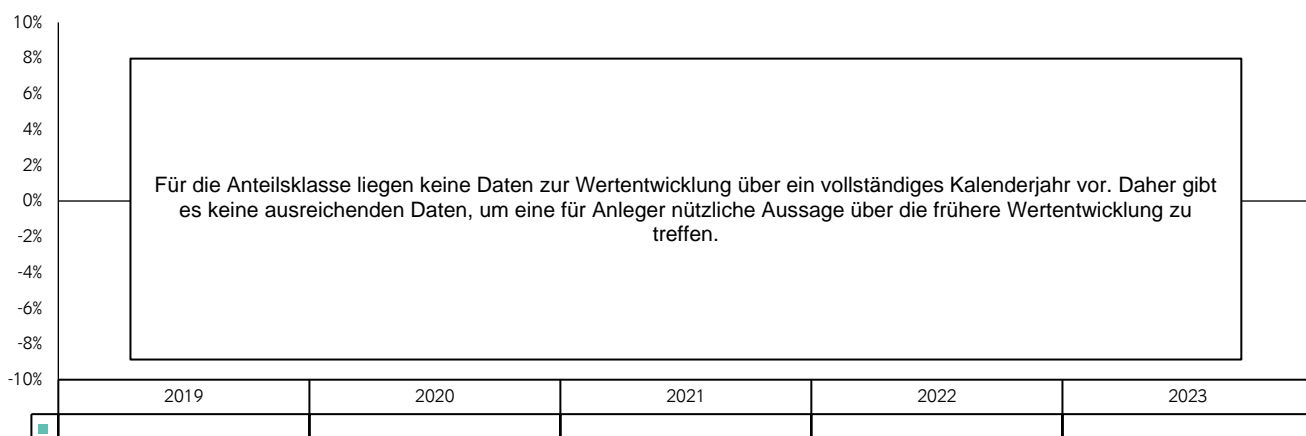 10%
8%
6%
4%
2%
0%
-2%
-4%
-6%
-8%
-10%
Für die Anteilsklasse liegen keine Daten zur Wertentwicklung über ein vollständiges Kalenderjahr vor. Daher gibt
es keine ausreichenden Daten, um eine für Anleger nützliche Aussage über die frühere Wertentwicklung zu
treffen.
2019 2020 2021 2022 2023